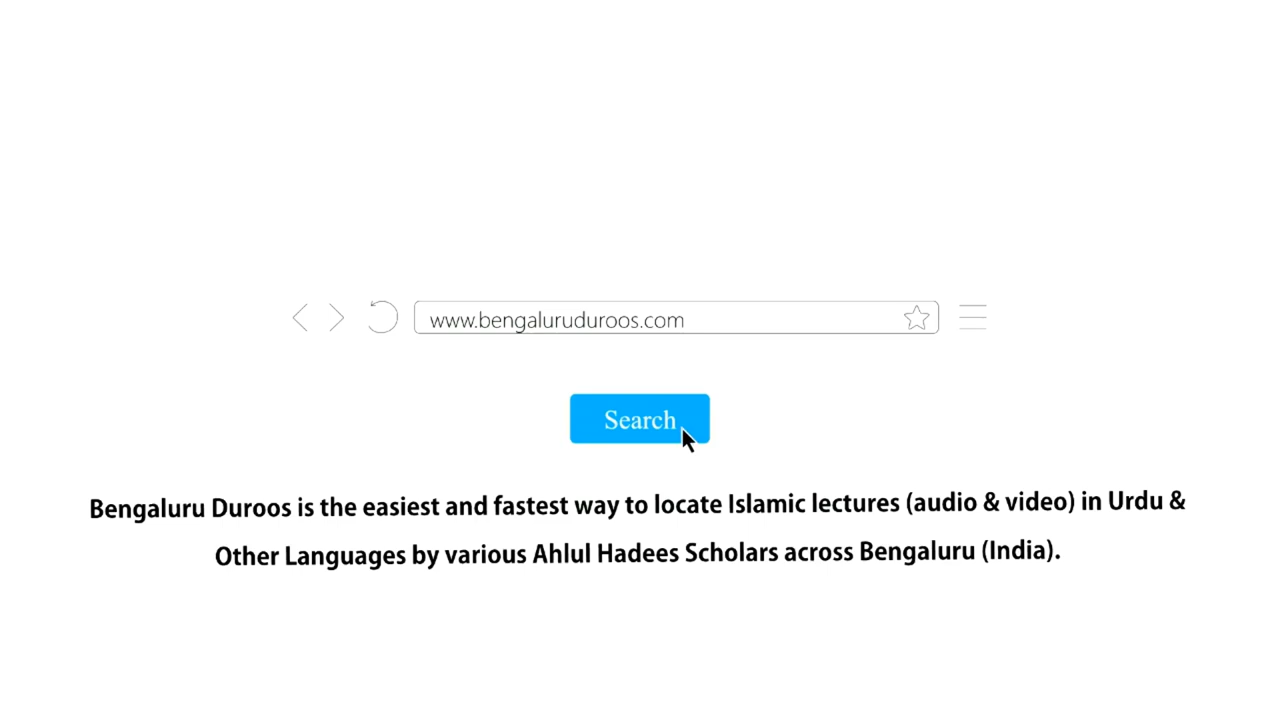 www.bengaluruduroos.com
Search
Bengaluru Duroos is the easiest and fastest way to locate Islamic lectures (audio & video) in Urdu &
Other Languages by various Ahlul Hadees Scholars across Bengaluru (India).